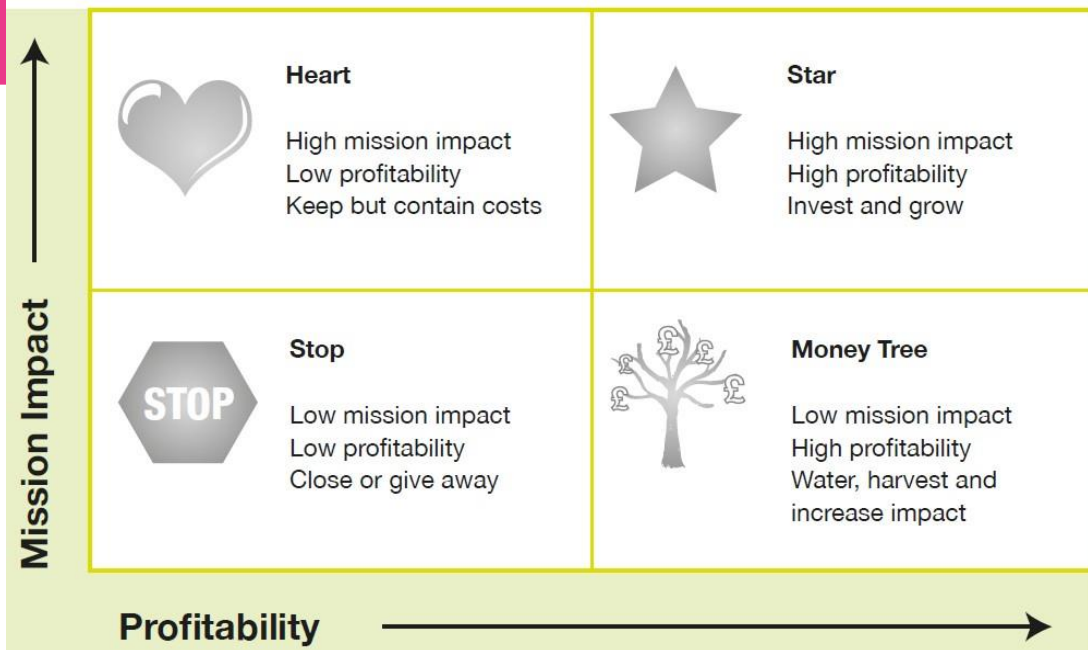 Mission Impact
Heart
High mission impact
Low profitability
Keep but contain costs
Star
High mission impact
High profitability
Invest and grow
STOP
Stop
Low mission impact
Low profitability
Close or give away
£ £ £ £ £
Money Tree
Low mission impact
High profitability
Water, harvest and
increase impact
Profitability